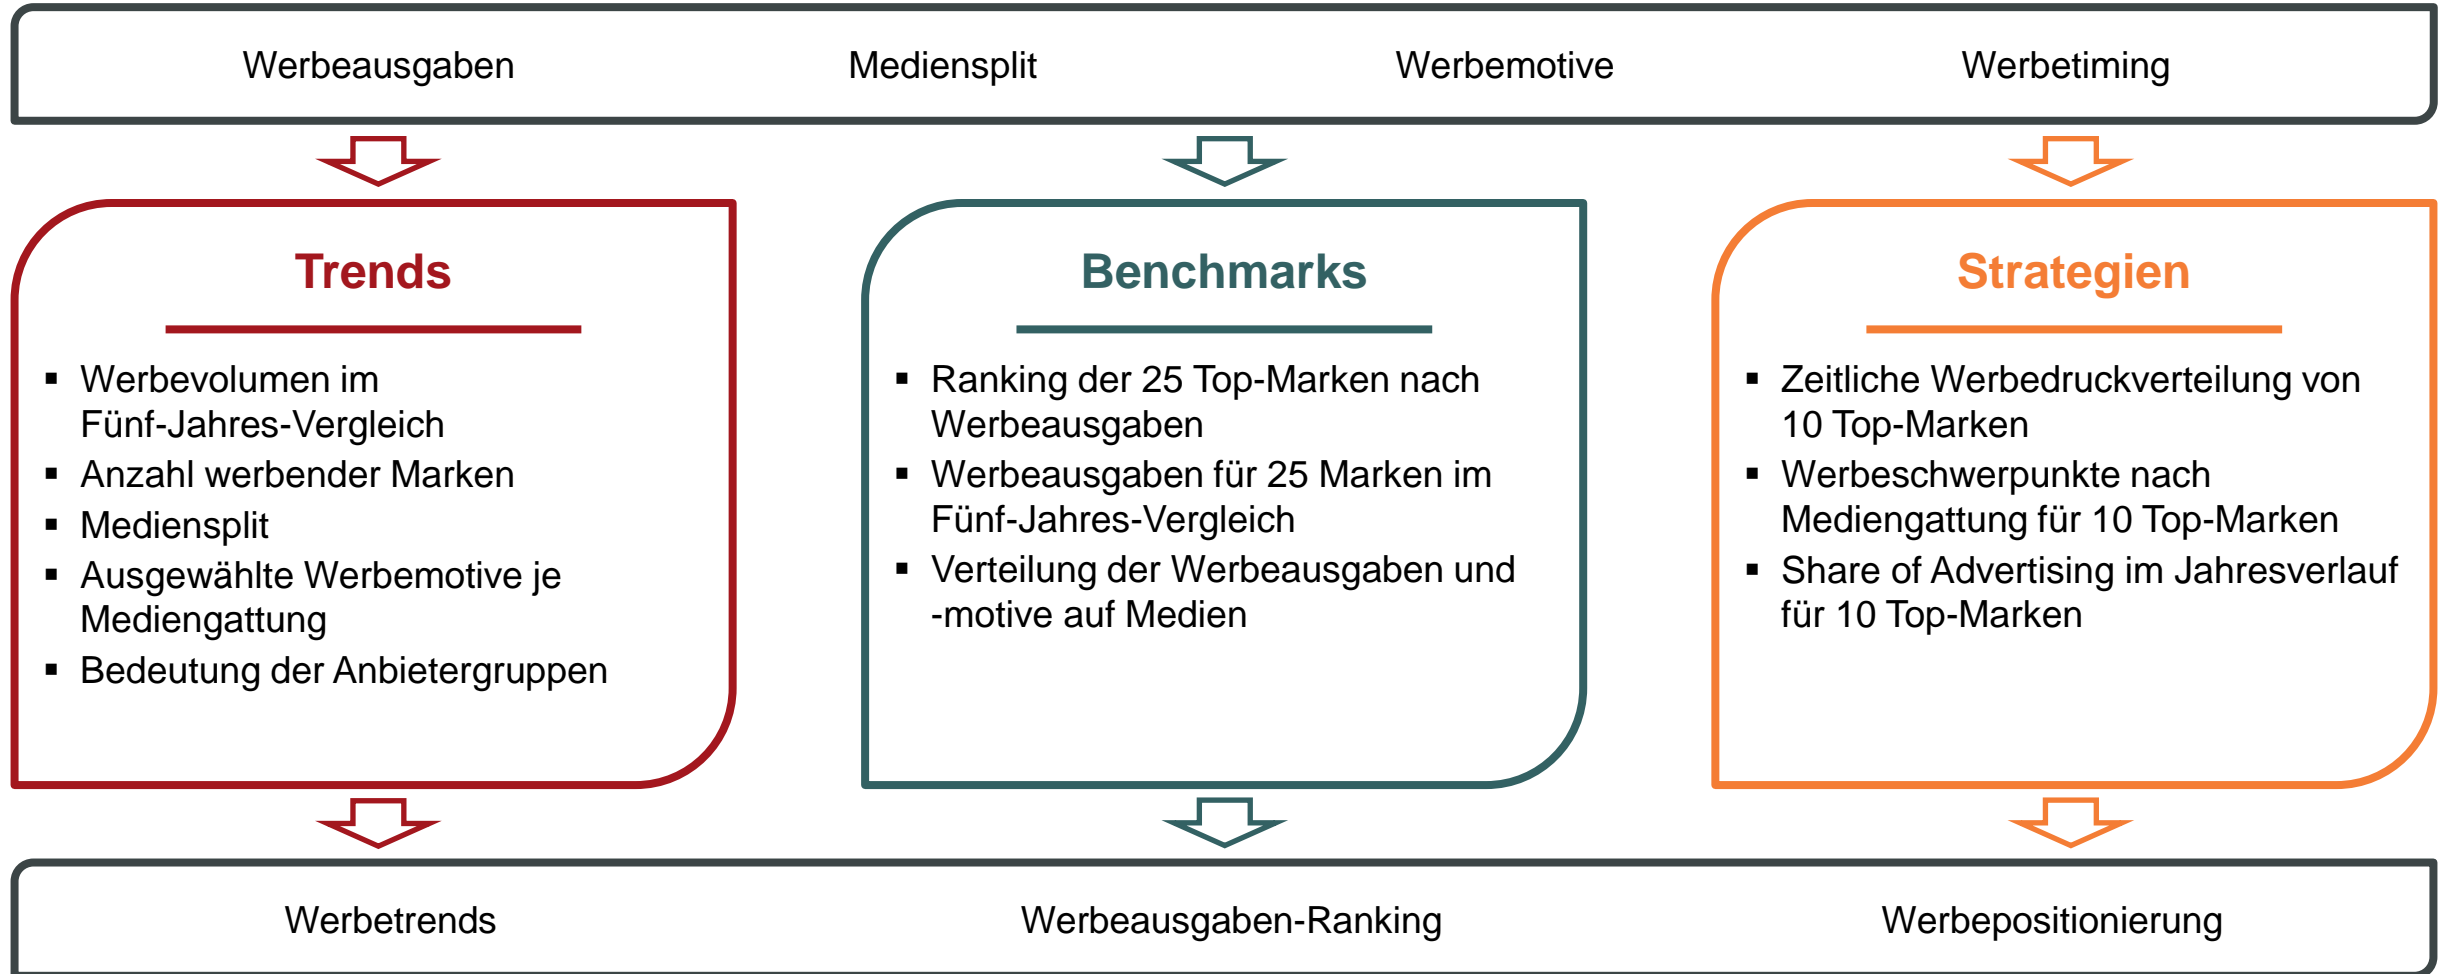 Werbeausgaben Mediensplit Werbemotive Werbetiming
Trends
▪ Werbevolumen im
Fünf-Jahres-Vergleich
▪ Anzahl werbender Marken
▪ Mediensplit
▪ Ausgewählte Werbemotive je
Mediengattung
▪ Bedeutung der Anbietergruppen
Benchmarks
▪ Ranking der 25 Top-Marken nach
Werbeausgaben
▪ Werbeausgaben für 25 Marken im
Fünf-Jahres-Vergleich
▪ Verteilung der Werbeausgaben und
-motive auf Medien
Strategien
▪ Zeitliche Werbedruckverteilung von
10 Top-Marken
▪ Werbeschwerpunkte nach
Mediengattung für 10 Top-Marken
▪ Share of Advertising im Jahresverlauf
für 10 Top-Marken
Werbetrends Werbeausgaben-Ranking Werbepositionierung